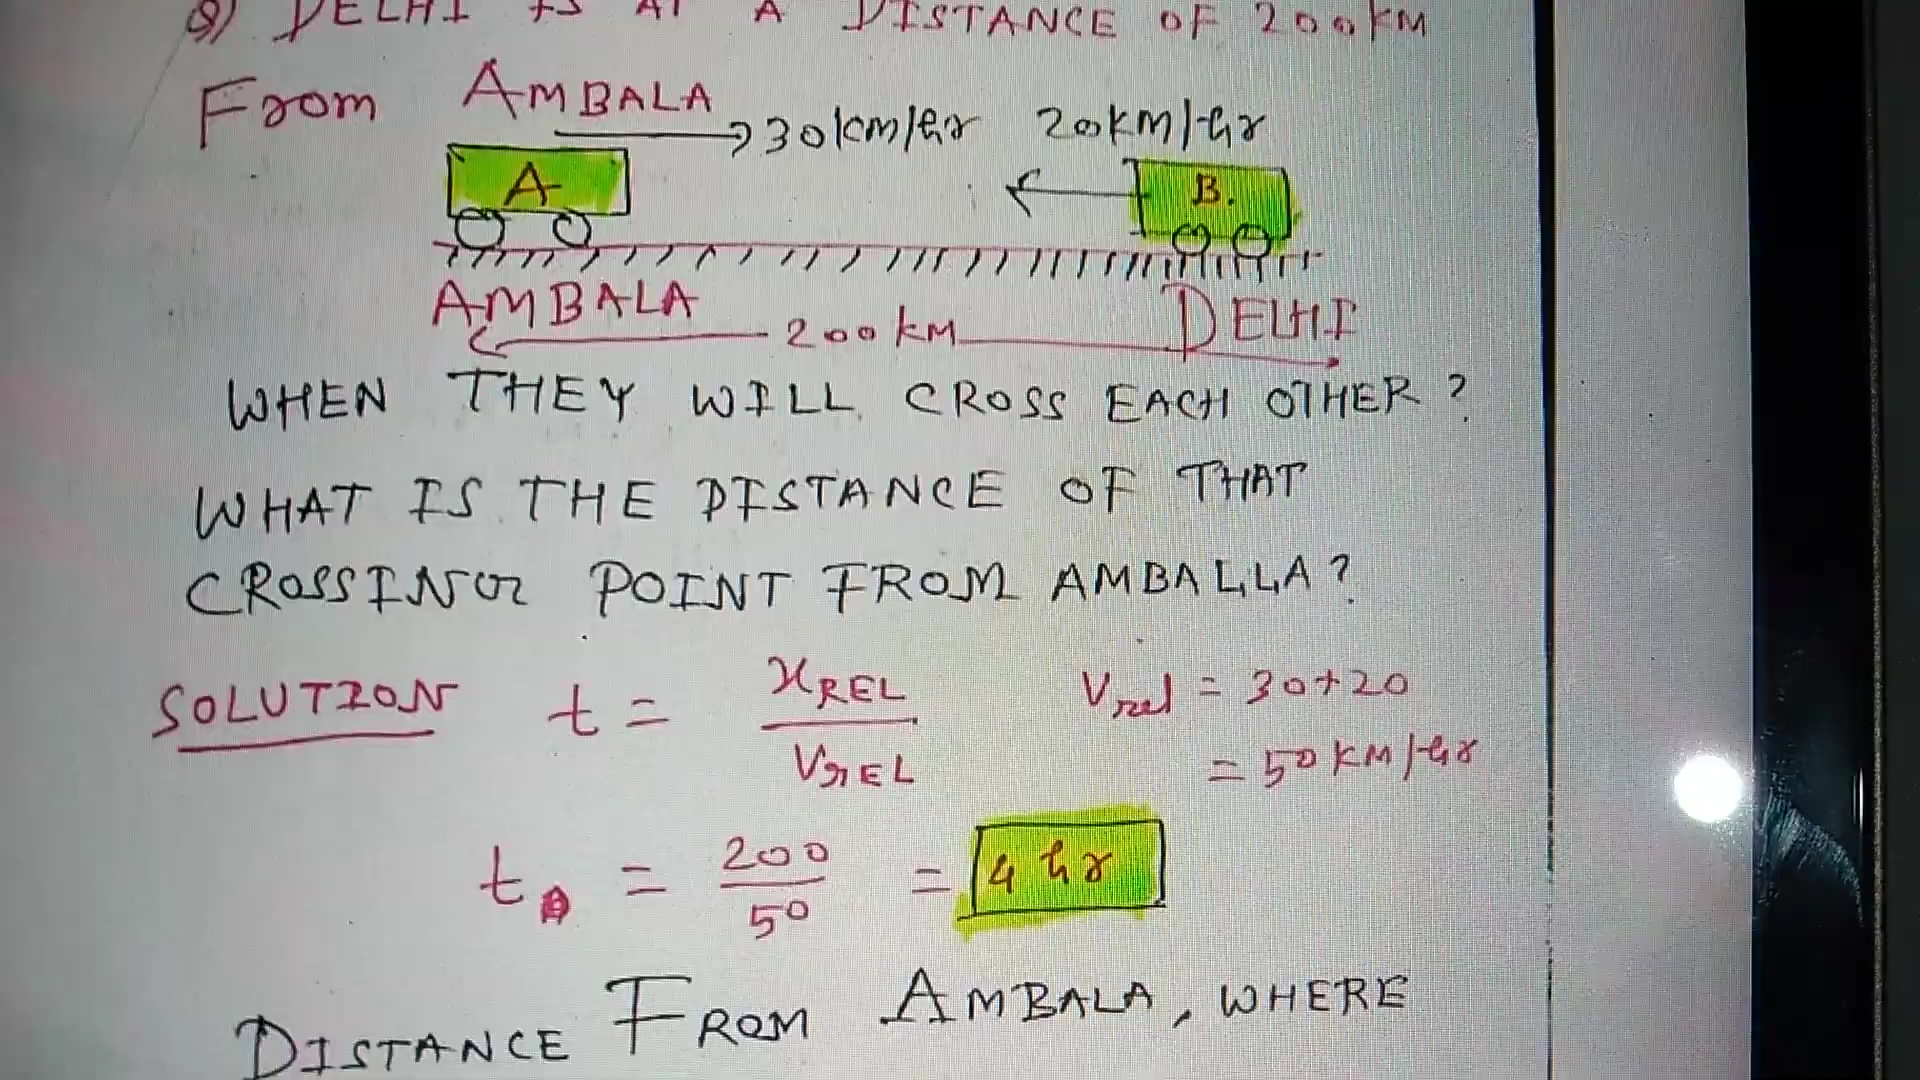 Q) DELHI IS AT A DISTANCE OF 200KM
From AMBALA
30km/hr 20KM/hr
A B.
AMBALA 200 KM DELHI
WHEN THEY WILL CROSS EACH OTHER?
WHAT IS THE DISTANCE OF THAT
CROSSING POINT FROM AMBALLA?
SOLUTION t = XREL / VREL Vrel = 30+20
= 50 KM/hr
t = 200 / 50 = 4 hr
DISTANCE FROM AMBALA, WHERE